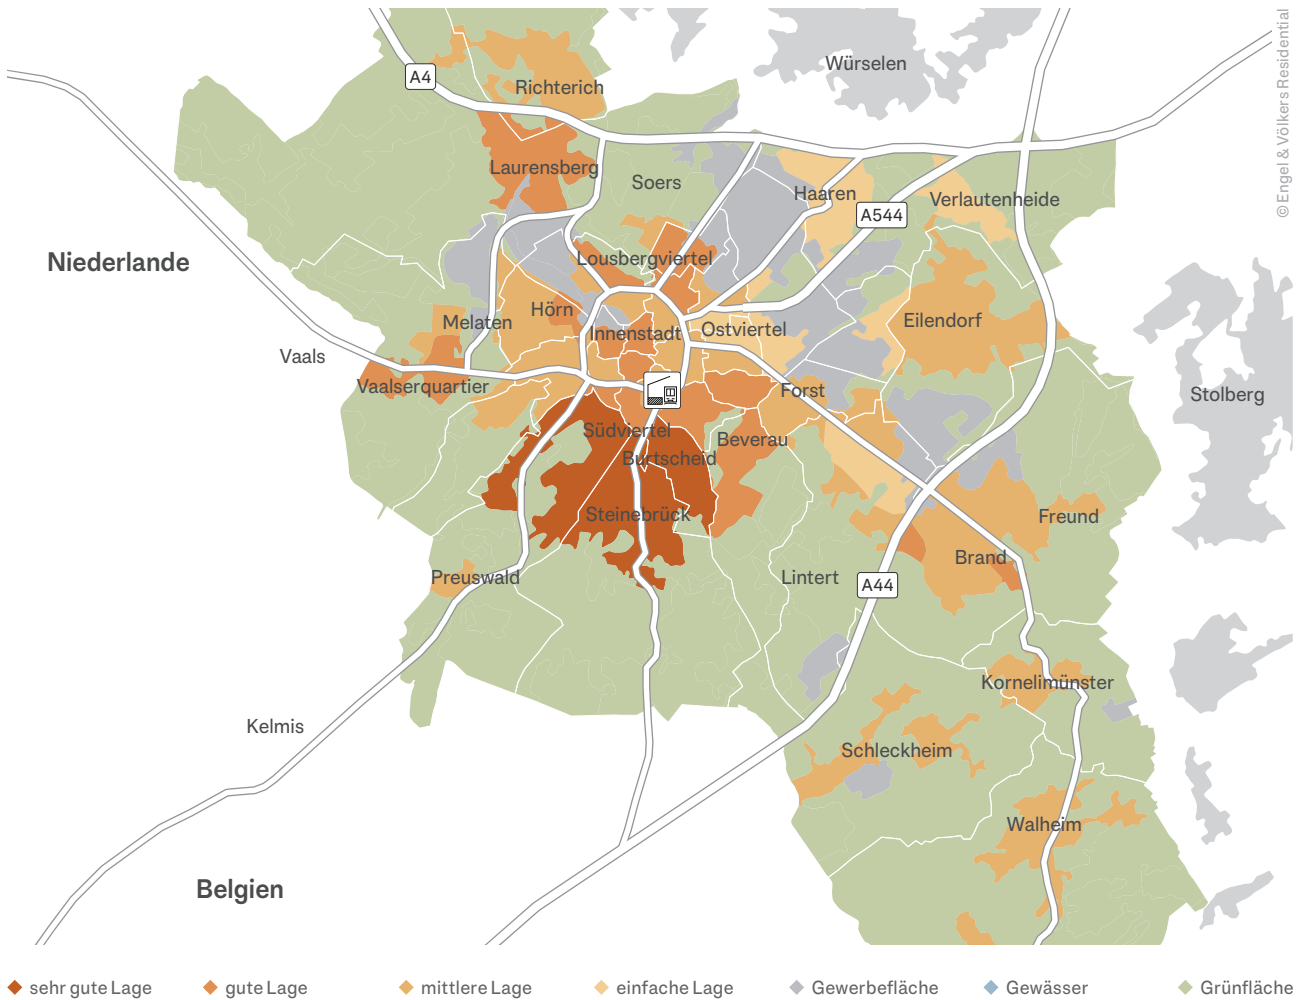 © Engel & Völkers Residential
Würselen
A4
Richterich
Laurensberg
Soers
Haaren
Verlautenheide
A544
Niederlande
Lousbergviertel
Hörn
Melaten
Innenstadt
Ostviertel
Eilendorf
Vaals
Vaalserquartier
Forst
Stolberg
Südviertel
Beverau
Burtscheid
Steinebrück
Freund
Brand
Preuswald
Lintert
A44
Kornelimünster
Kelmis
Schleckheim
Walheim
Belgien
sehr gute Lage
gute Lage
mittlere Lage
einfache Lage
Gewerbefläche
Gewässer
Grünfläche